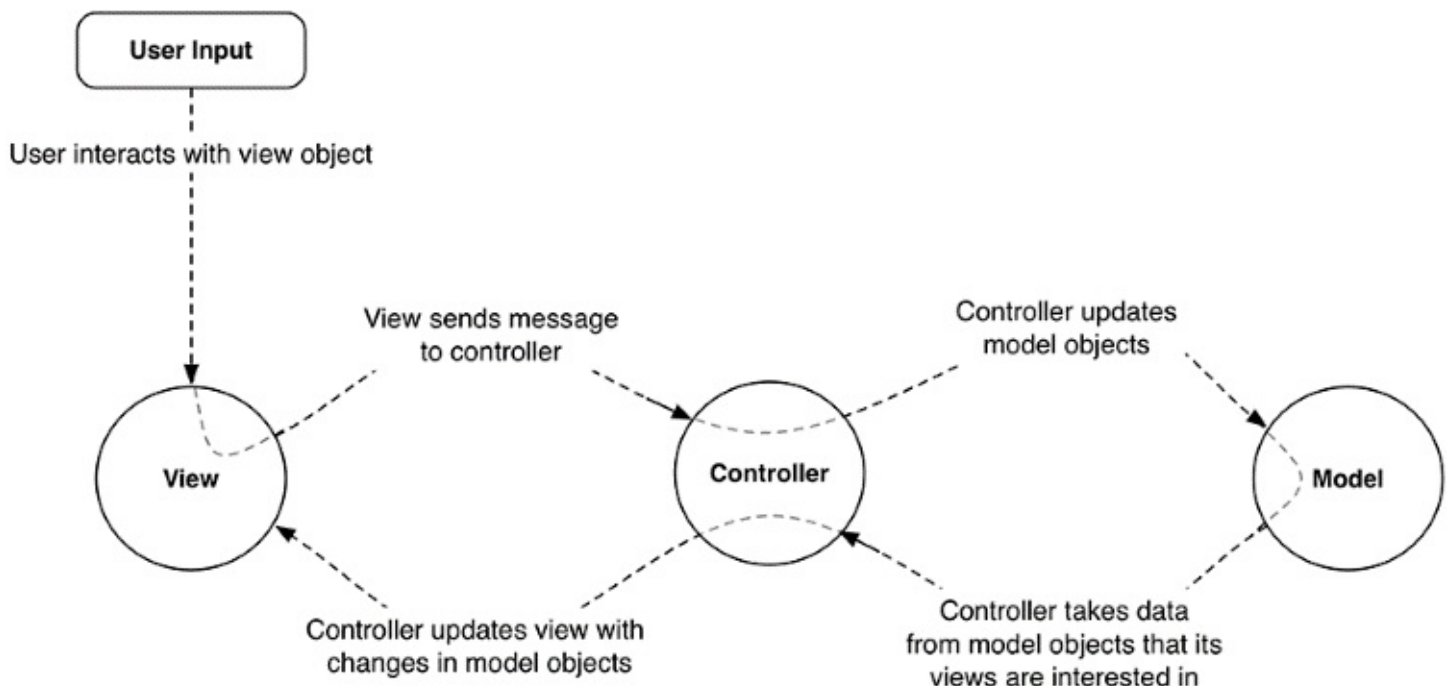 User Input
User interacts with view object
View sends message
to controller
Controller updates
model objects
View
Controller
Model
Controller updates view with
changes in model objects
Controller takes data
from model objects that its
views are interested in